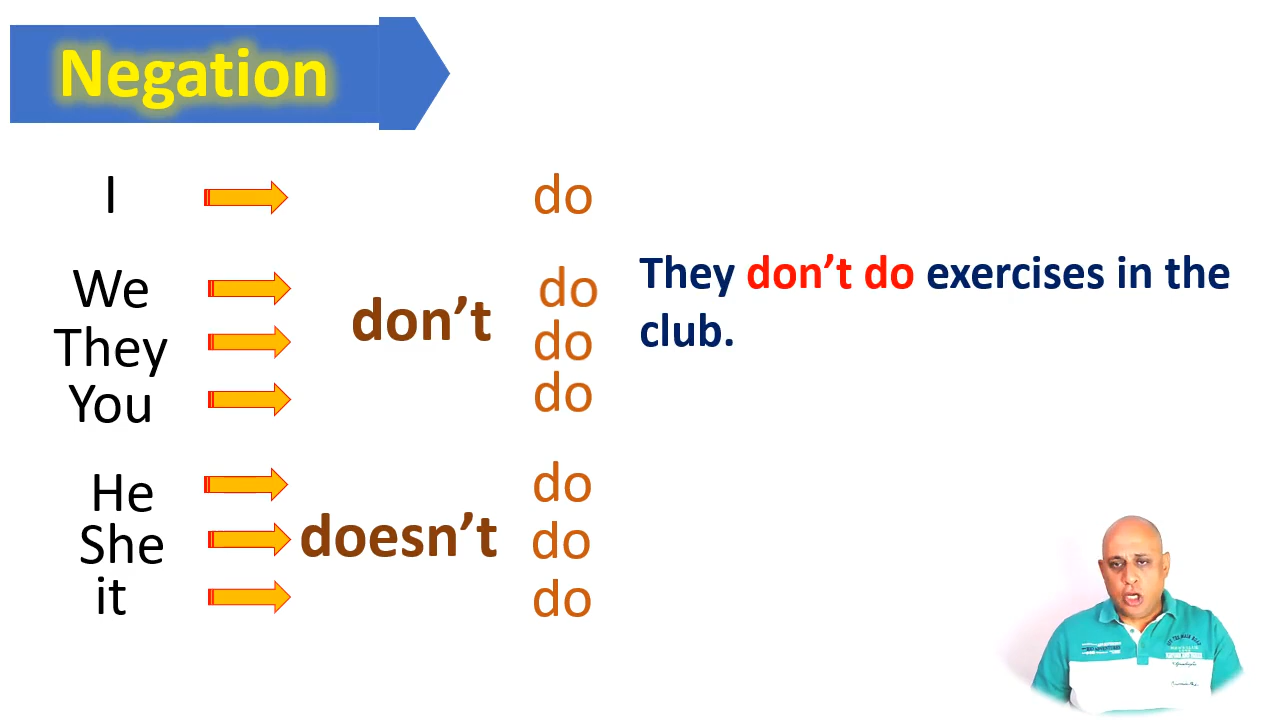 Negation
I do
We do
don't
They do
You do
He do
She doesn't do
it do
They don't do exercises in the
club.